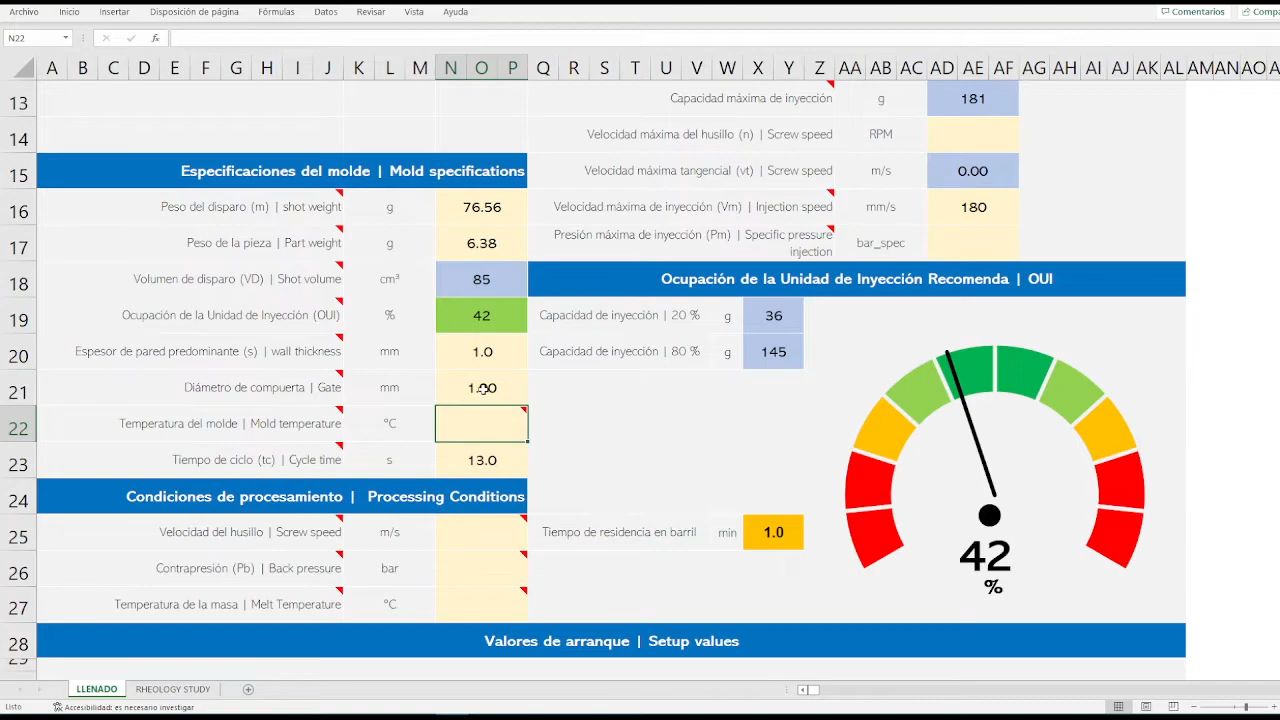 Archivo Inicio Insertar Disposición de página Fórmulas Datos Revisar Vista Ayuda Comentarios
N22 fx
A B C D E F G H I J K L M N O P Q R S T U V W X Y Z AA AB AC AD AE AF AG AH AI AJ AK AL AM AN AO
13 Capacidad máxima de inyección g 181
14 Velocidad máxima del husillo (n) | Screw speed RPM
15 Especificaciones del molde | Mold specifications Velocidad máxima tangencial (vt) | Screw speed m/s 0.00
16 Peso del disparo (m) | shot weight g 76.56 Velocidad máxima de inyección (Vm) | Injection speed mm/s 180
17 Peso de la pieza | Part weight g 6.38 Presión máxima de inyección (Pm) | Specific pressure injection bar_spec
18 Volumen de disparo (VD) | Shot volume cm³ 85 Ocupación de la Unidad de Inyección Recomenda | OUI
19 Ocupación de la Unidad de Inyección (OUI) % 42 Capacidad de inyección | 20 % g 36
20 Espesor de pared predominante (s) | wall thickness mm 1.0 Capacidad de inyección | 80 % g 145
21 Diámetro de compuerta | Gate mm
22 Temperatura del molde | Mold temperature °C
23 Tiempo de ciclo (tc) | Cycle time s 13.0
24 Condiciones de procesamiento | Processing Conditions
25 Velocidad del husillo | Screw speed m/s Tiempo de residencia en barril min 1.0
26 Contrapresión (Pb) | Back pressure bar
27 Temperatura de la masa | Melt Temperature °C
42
%
28 Valores de arranque | Setup values
LLENADO RHEOLOGY STUDY
Listo Accesibilidad: es necesario investigar